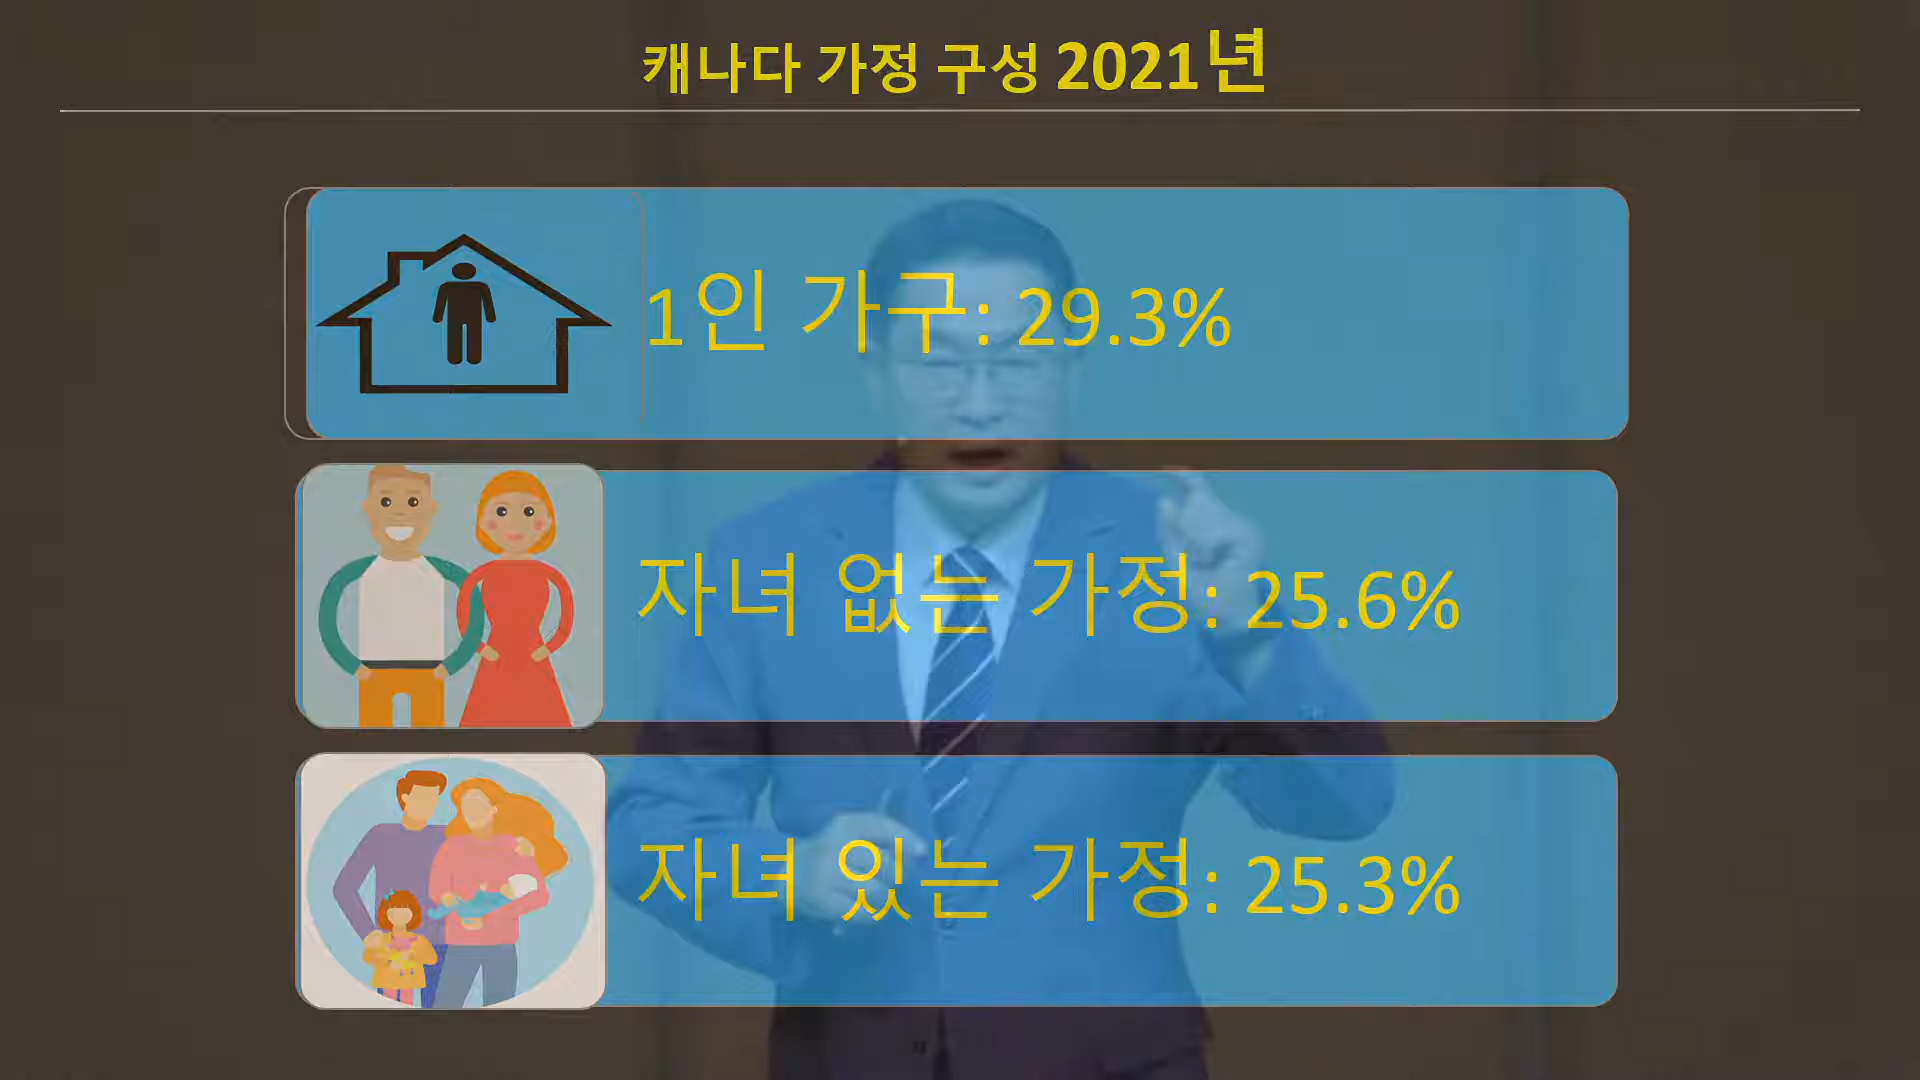 캐나다 가정 구성 2021년
1인 가구: 29.3%
자녀 없는 가정: 25.6%
자녀 있는 가정: 25.3%